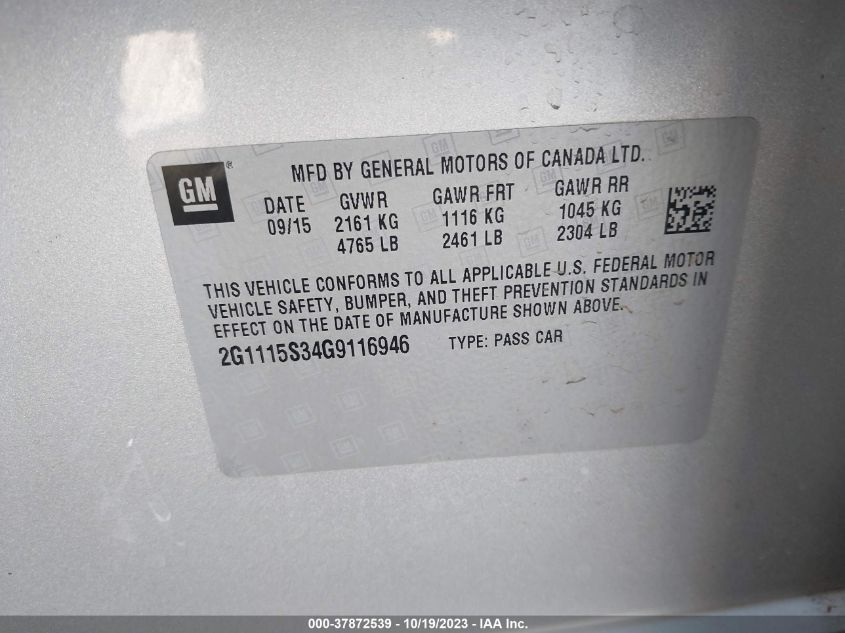 GM ®
MFD BY GENERAL MOTORS OF CANADA LTD.
DATE GVWR GAWR FRT GAWR RR
09/15 2161 KG 1116 KG 1045 KG
4765 LB 2461 LB 2304 LB
THIS VEHICLE CONFORMS TO ALL APPLICABLE U.S. FEDERAL MOTOR
VEHICLE SAFETY, BUMPER, AND THEFT PREVENTION STANDARDS IN
EFFECT ON THE DATE OF MANUFACTURE SHOWN ABOVE.
2G1115S34G9116946 TYPE: PASS CAR
000-37872539 - 10/19/2023 - IAA Inc.